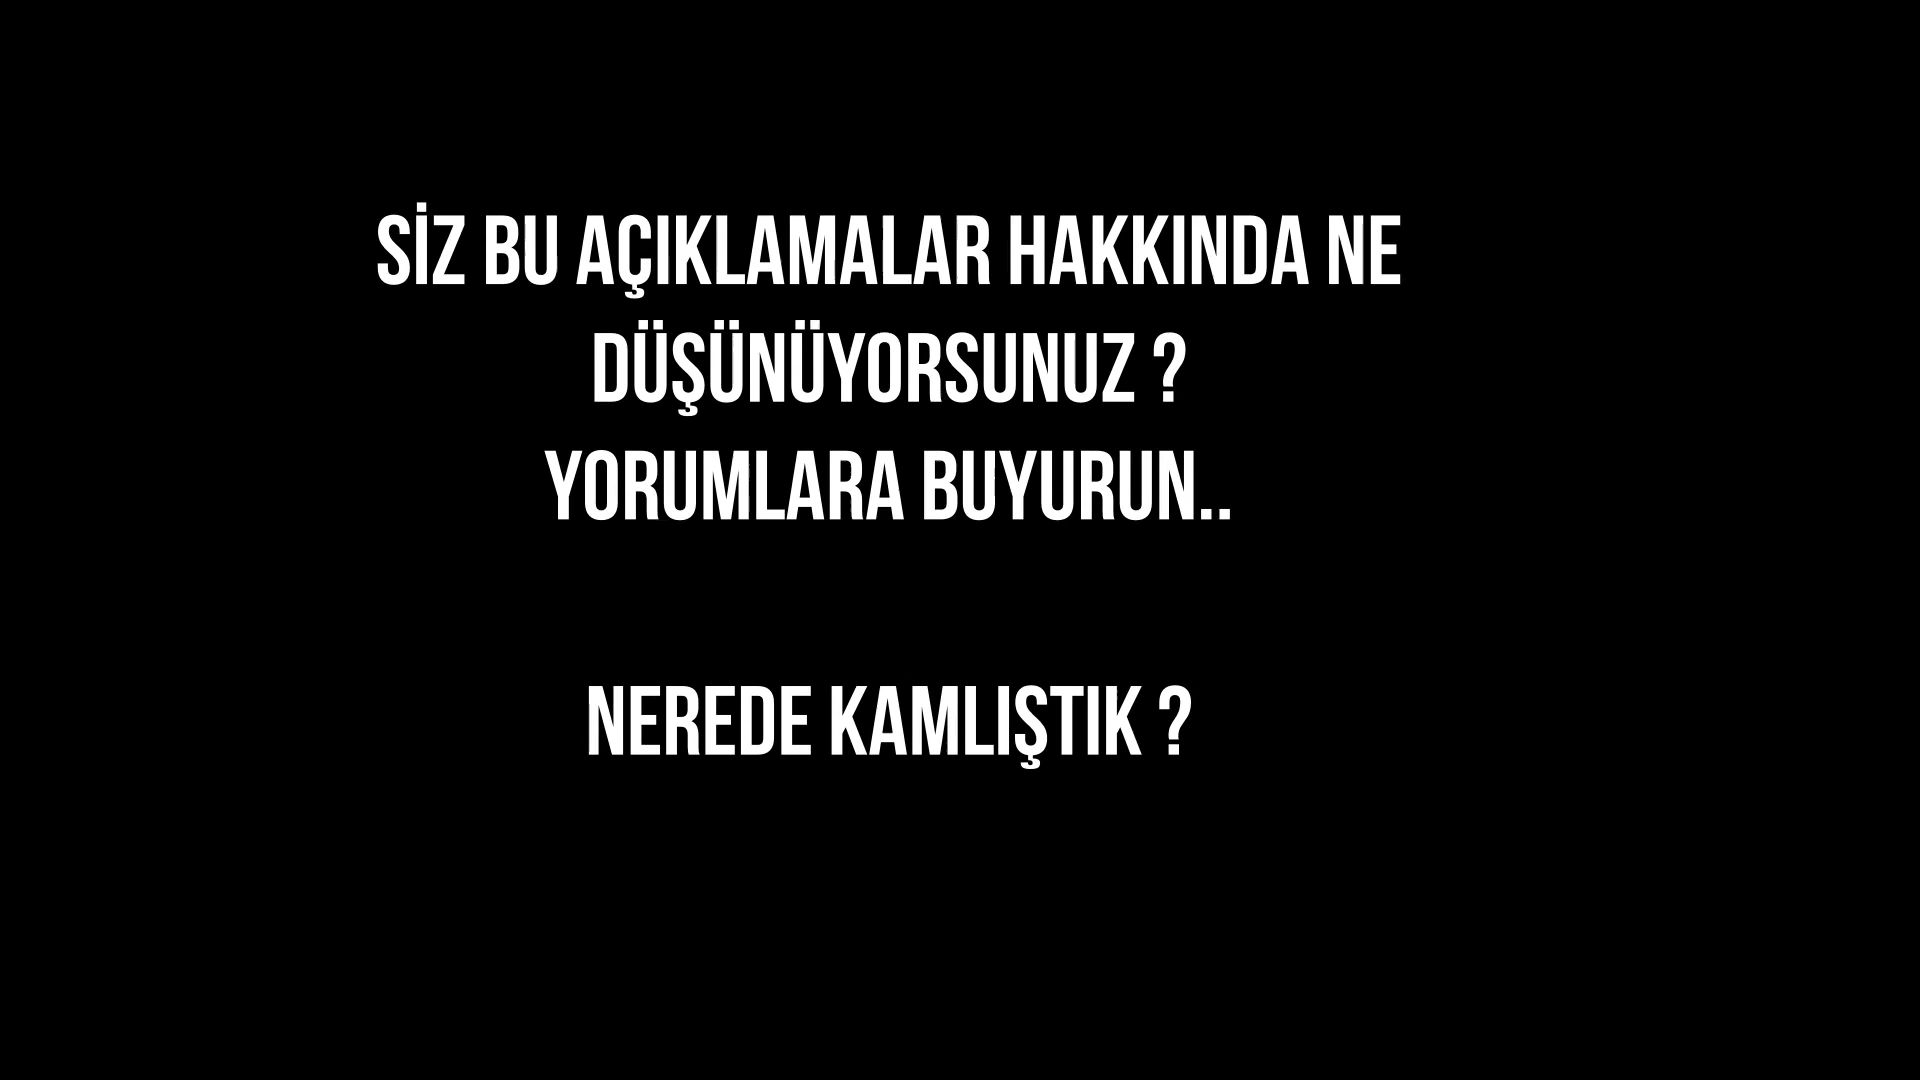 SİZ BU AÇIKLAMALAR HAKKINDA NE
DÜŞÜNÜYORSUNUZ ?
YORUMLARA BUYURUN..
NEREDE KAMLIŞTIK ?